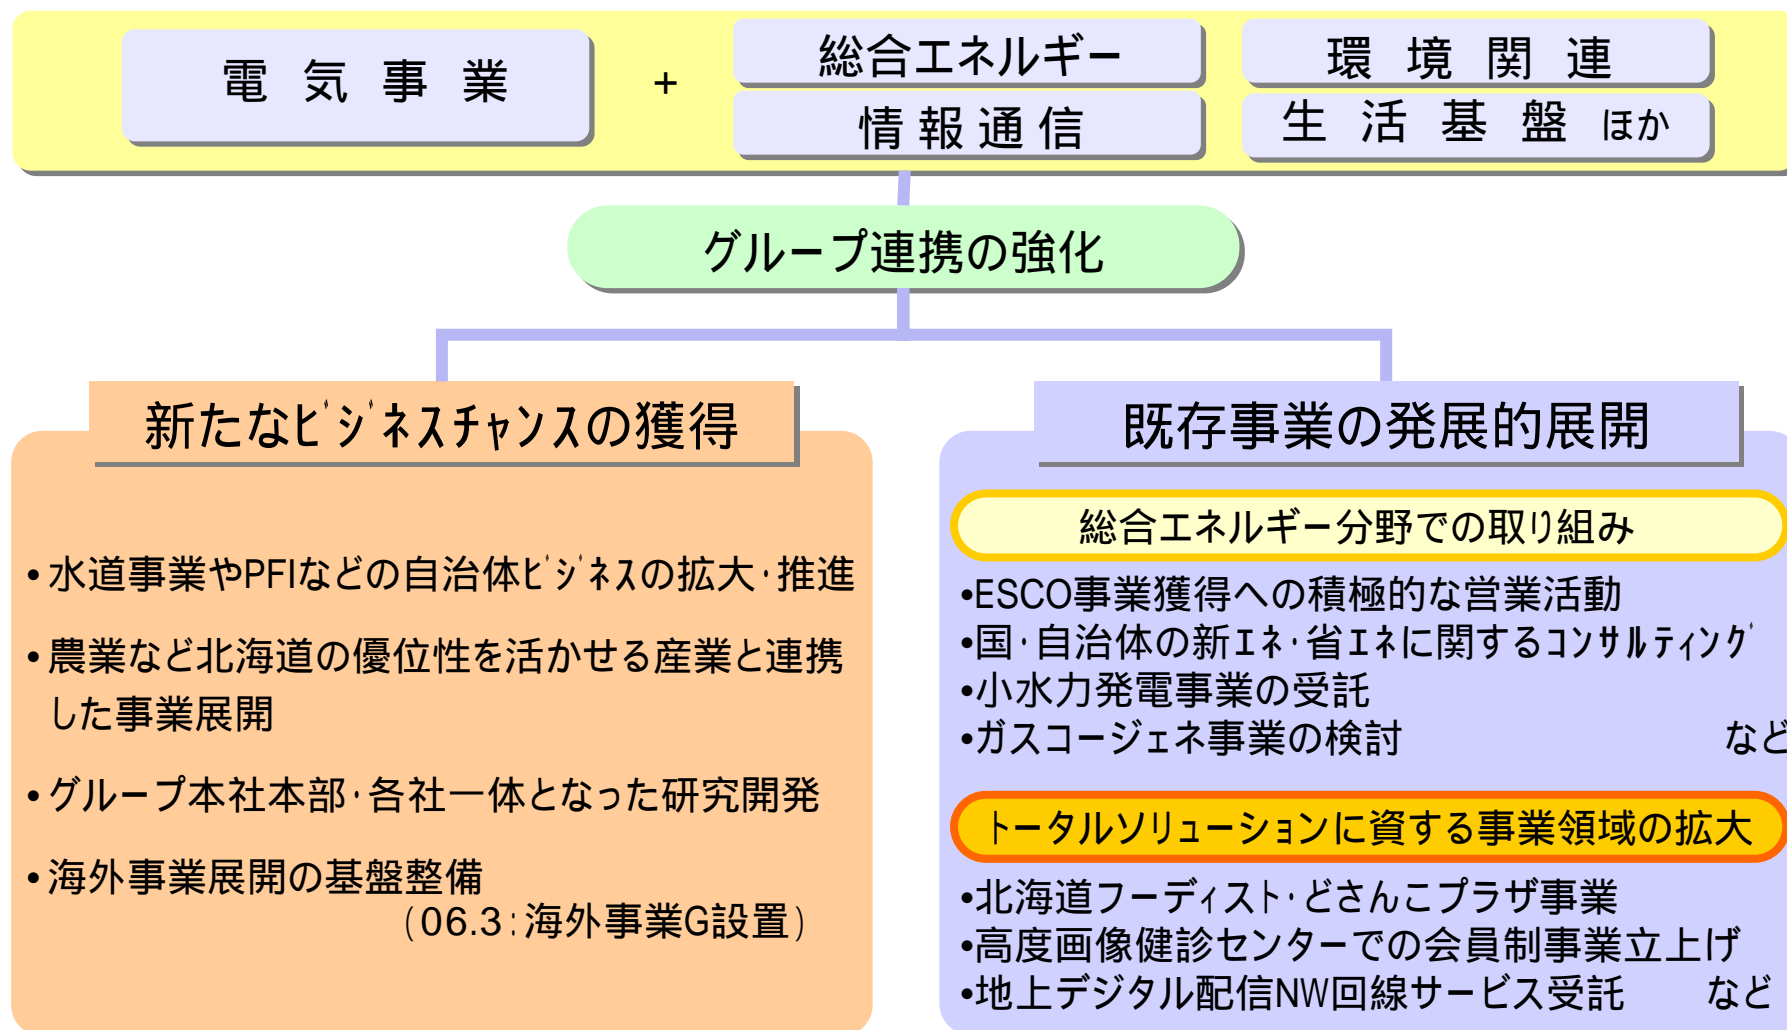 電気事業
+
総合エネルギー
情報通信
環境関連
生活基盤 ほか
グループ連携の強化
新たなﾋﾞｼﾞﾈｽﾁｬﾝｽの獲得
•水道事業やPFIなどの自治体ﾋﾞｼﾞﾈｽの拡大･推進
•農業など北海道の優位性を活かせる産業と連携
した事業展開
•グループ本社本部･各社一体となった研究開発
•海外事業展開の基盤整備
(06.3:海外事業G設置)
既存事業の発展的展開
総合エネルギー分野での取り組み
•ESCO事業獲得への積極的な営業活動
•国･自治体の新ｴﾈ･省ｴﾈに関するｺﾝｻﾙﾃｨﾝｸﾞ
•小水力発電事業の受託
•ガスコージェネ事業の検討 など
トータルソリューションに資する事業領域の拡大
•北海道フーディスト･どさんこプラザ事業
•高度画像健診センターでの会員制事業立上げ
•地上デジタル配信NW回線サービス受託 など